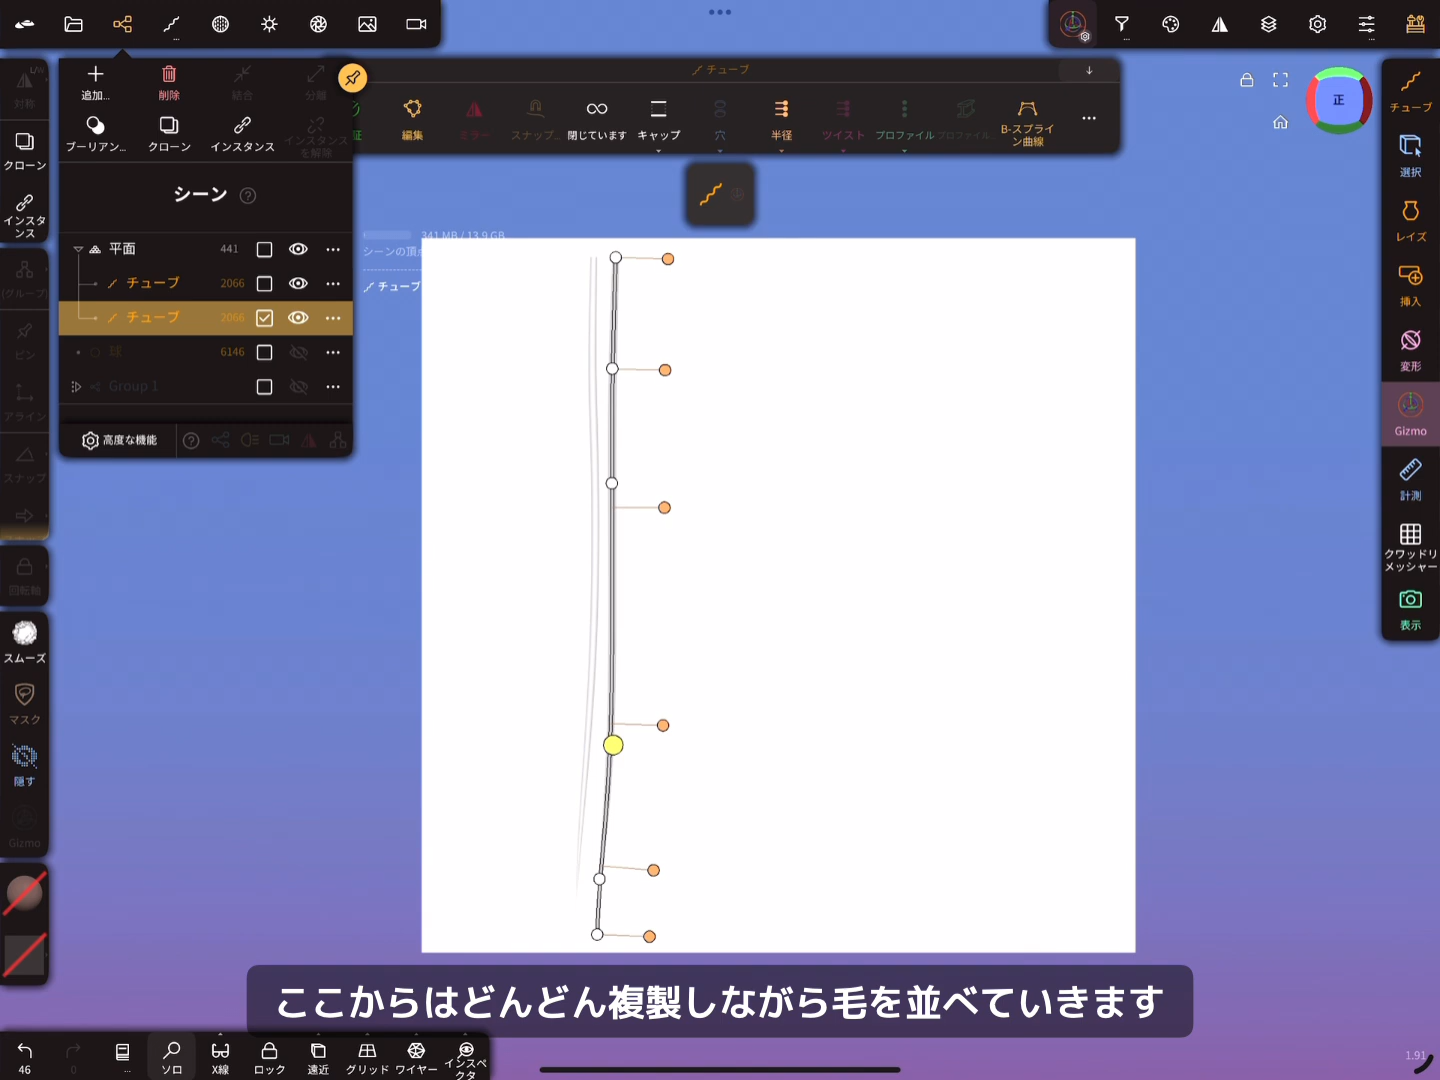 チューブ
追加...
削除
結合
分離
ブーリアン...
クローン
インスタンス
インスタンス
を解除
証
編集
ミラー
スナップ...
閉じています
キャップ
穴
半径
ツイスト
プロファイル
プロファイル
B-スプライ
ン曲線
シーン
平面 441
チューブ 2066
チューブ 2066
球 6146
Group 1
高度な機能
341 MB / 13.9 GB
シーンの頂
チューブ
対称
クローン
インスタ
ンス
(グループ)
ピン
アライン
スナップ
回転軸
スムーズ
マスク
隠す
Gizmo
正
チューブ
選択
レイズ
挿入
変形
Gizmo
計測
クワッドリ
メッシャー
表示
ここからはどんどん複製しながら毛を並べていきます
46
0
...
ソロ
X線
ロック
遠近
グリッド
ワイヤー
インスペ
クタ
1.91